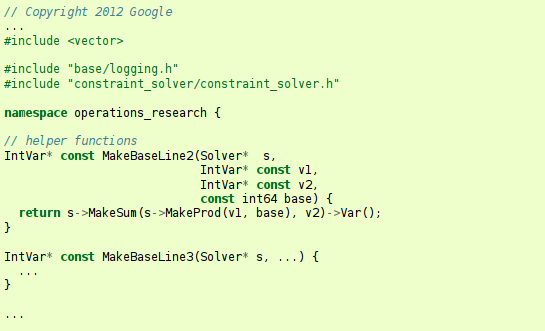 // Copyright 2012 Google
...
#include <vector>

#include "base/logging.h"
#include "constraint_solver/constraint_solver.h"

namespace operations_research {

// helper functions
IntVar* const MakeBaseLine2(Solver*  s,
                            IntVar* const v1,
                            IntVar* const v2,
                            const int64 base) {
  return s->MakeSum(s->MakeProd(v1, base), v2)->Var();
}

IntVar* const MakeBaseLine3(Solver* s, ...) {
  ...
}

...